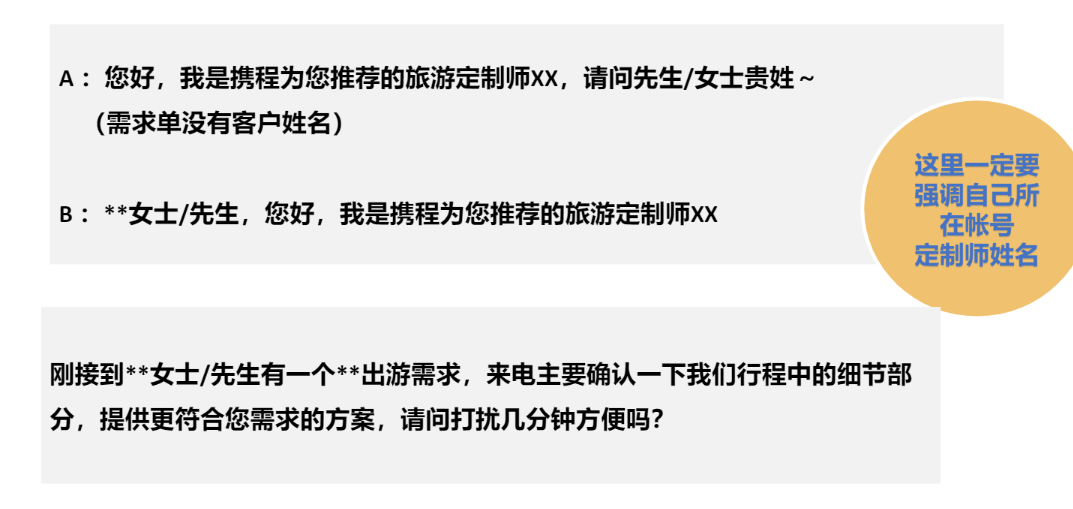 A：您好，我是携程为您推荐的旅游定制师XX，请问先生/女士贵姓～
（需求单没有客户姓名）
B：**女士/先生，您好，我是携程为您推荐的旅游定制师XX
这里一定要
强调自己所
在帐号
定制师姓名
刚接到**女士/先生有一个**出游需求，来电主要确认一下我们行程中的细节部
分，提供更符合您需求的方案，请问打扰几分钟方便吗？